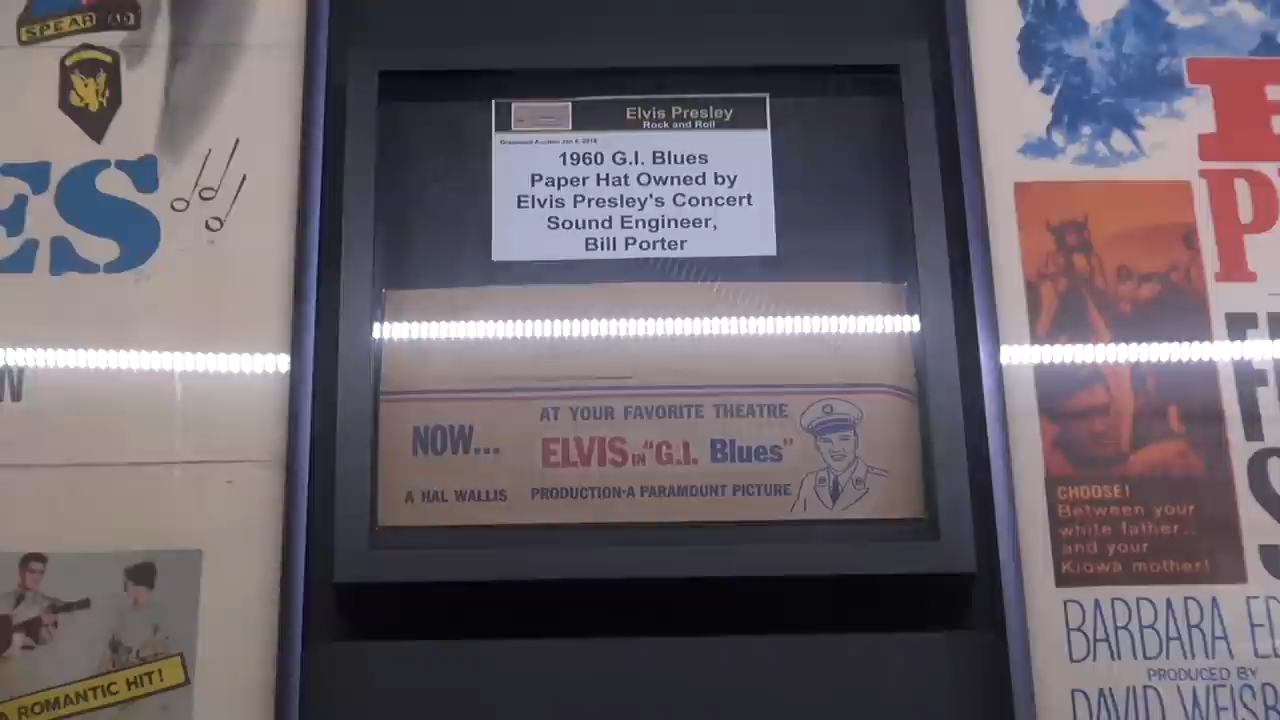 SPEARHEAD
ES
A ROMANTIC HIT!
Elvis Presley
Rock and Roll
1960 G.I. Blues
Paper Hat Owned by
Elvis Presley's Concert
Sound Engineer,
Bill Porter
NOW...
AT YOUR FAVORITE THEATRE
ELVIS IN "G.I. Blues"
A HAL WALLIS PRODUCTION-A PARAMOUNT PICTURE
CHOOSE!
Between your
white father...
and your
Kiowa mother!
BARBARA ED
PRODUCED BY
DAVID WEISB